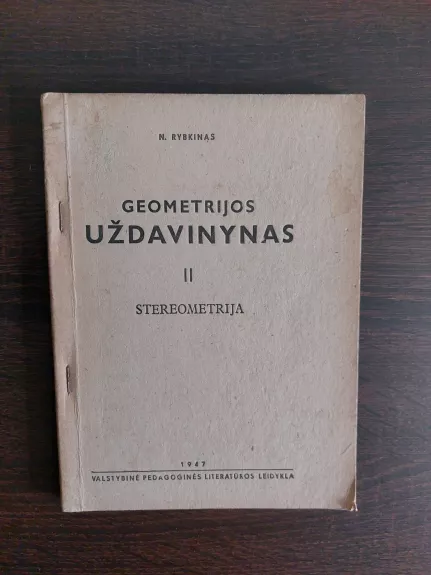 N. RYBKINAS
GEOMETRIJOS
UŽDAVINYNAS
II
STEREOMETRIJA
1947
VALSTYBINĖ PEDAGOGINĖS LITERATŪROS LEIDYKLA